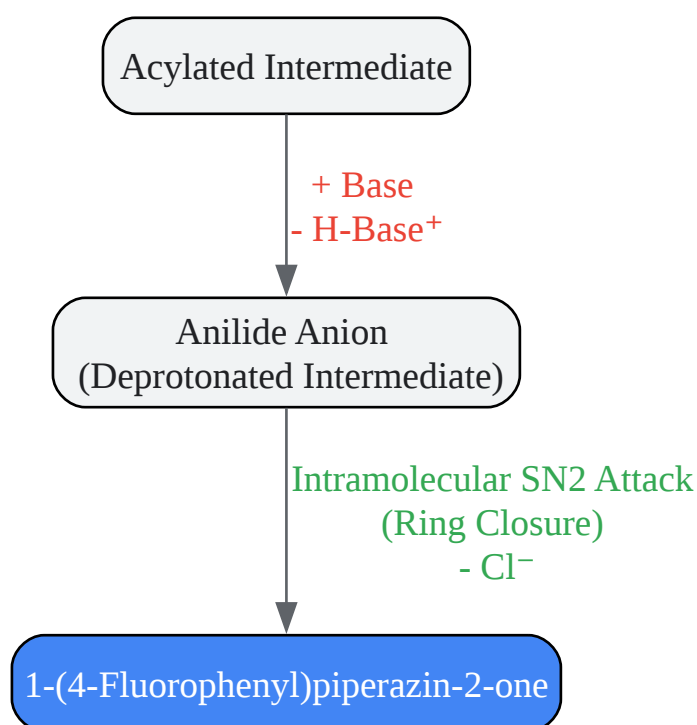 Acylated Intermediate
+ Base
- H-Base⁺
Anilide Anion
(Deprotonated Intermediate)
Intramolecular SN2 Attack
(Ring Closure)
- Cl⁻
1-(4-Fluorophenyl)piperazin-2-one